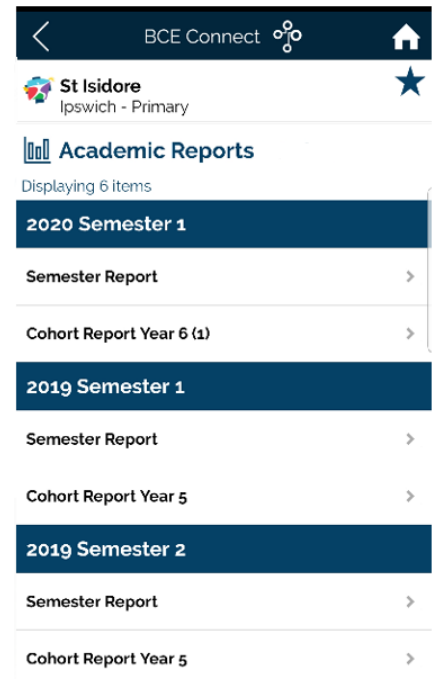 BCE Connect
St Isidore
Ipswich - Primary
Academic Reports
Displaying 6 items
2020 Semester 1
Semester Report
Cohort Report Year 6 (1)
2019 Semester 1
Semester Report
Cohort Report Year 5
2019 Semester 2
Semester Report
Cohort Report Year 5